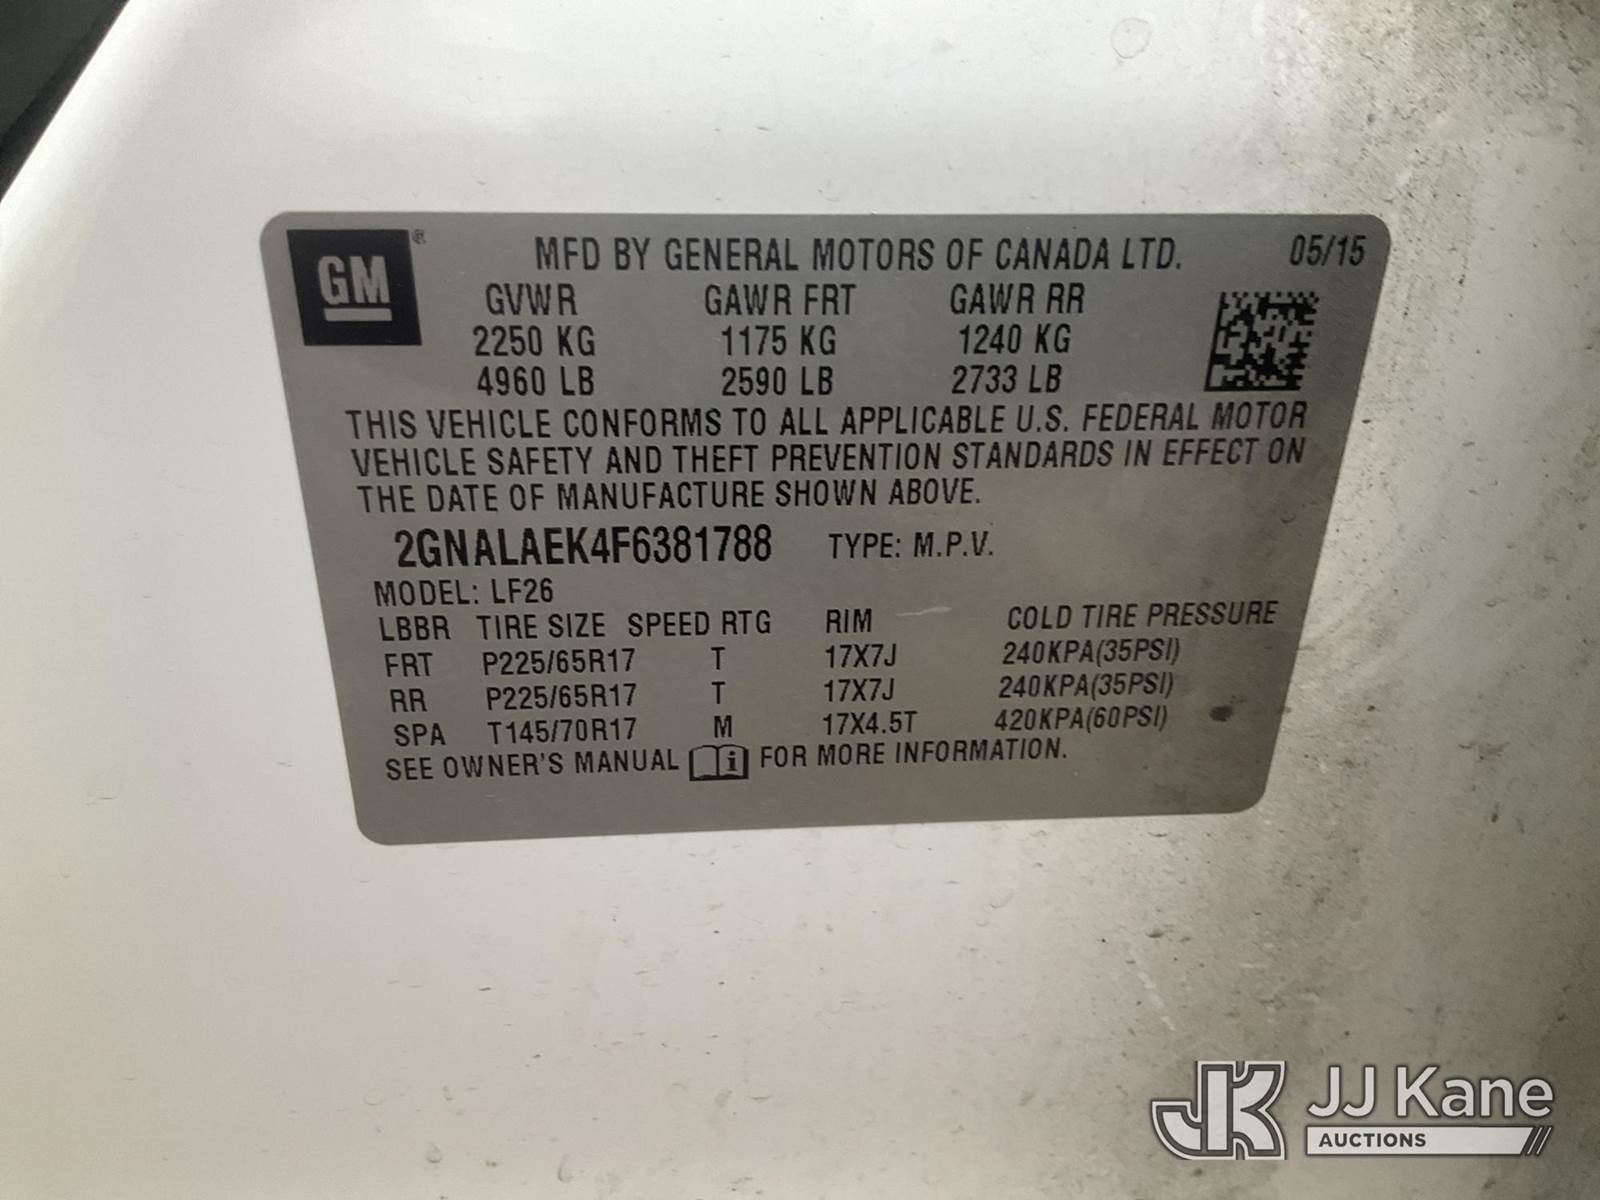 GM® MFD BY GENERAL MOTORS OF CANADA LTD. 05/15
GVWR GAWR FRT GAWR RR
2250 KG 1175 KG 1240 KG
4960 LB 2590 LB 2733 LB
THIS VEHICLE CONFORMS TO ALL APPLICABLE U.S. FEDERAL MOTOR
VEHICLE SAFETY AND THEFT PREVENTION STANDARDS IN EFFECT ON
THE DATE OF MANUFACTURE SHOWN ABOVE.
2GNALAEK4F6381788 TYPE: M.P.V.
MODEL: LF26
LBBR TIRE SIZE SPEED RTG RIM COLD TIRE PRESSURE
FRT P225/65R17 T 17X7J 240KPA(35PSI)
RR P225/65R17 T 17X7J 240KPA(35PSI)
SPA T145/70R17 M 17X4.5T 420KPA(60PSI)
SEE OWNER'S MANUAL i FOR MORE INFORMATION.
JK JJ Kane
AUCTIONS